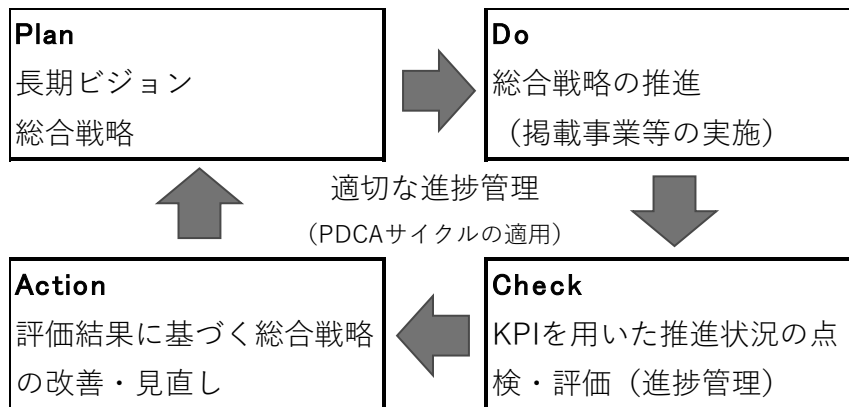 Plan
長期ビジョン
総合戦略
Do
総合戦略の推進
（掲載事業等の実施）
適切な進捗管理
（PDCAサイクルの適用）
Action
評価結果に基づく総合戦略
の改善・見直し
Check
KPIを用いた推進状況の点
検・評価（進捗管理）